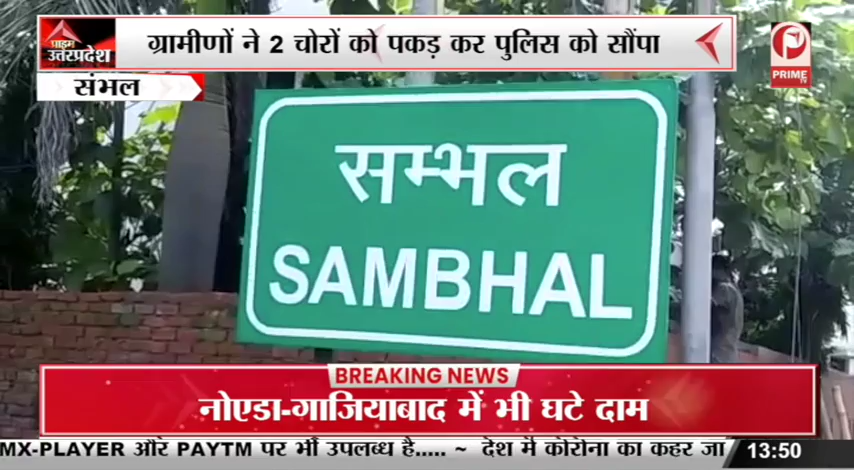 प्राइम
उत्तरप्रदेश
ग्रामीणों ने 2 चोरों को पकड़ कर पुलिस को सौंपा
PRIME TV
संभल
सम्भल
SAMBHAL
BREAKING NEWS
नोएडा-गाजियाबाद में भी घटे दाम
MX-PLAYER और PAYTM पर भी उपलब्ध है..... ~ देश मे कोरोना का कहर जा
13:50